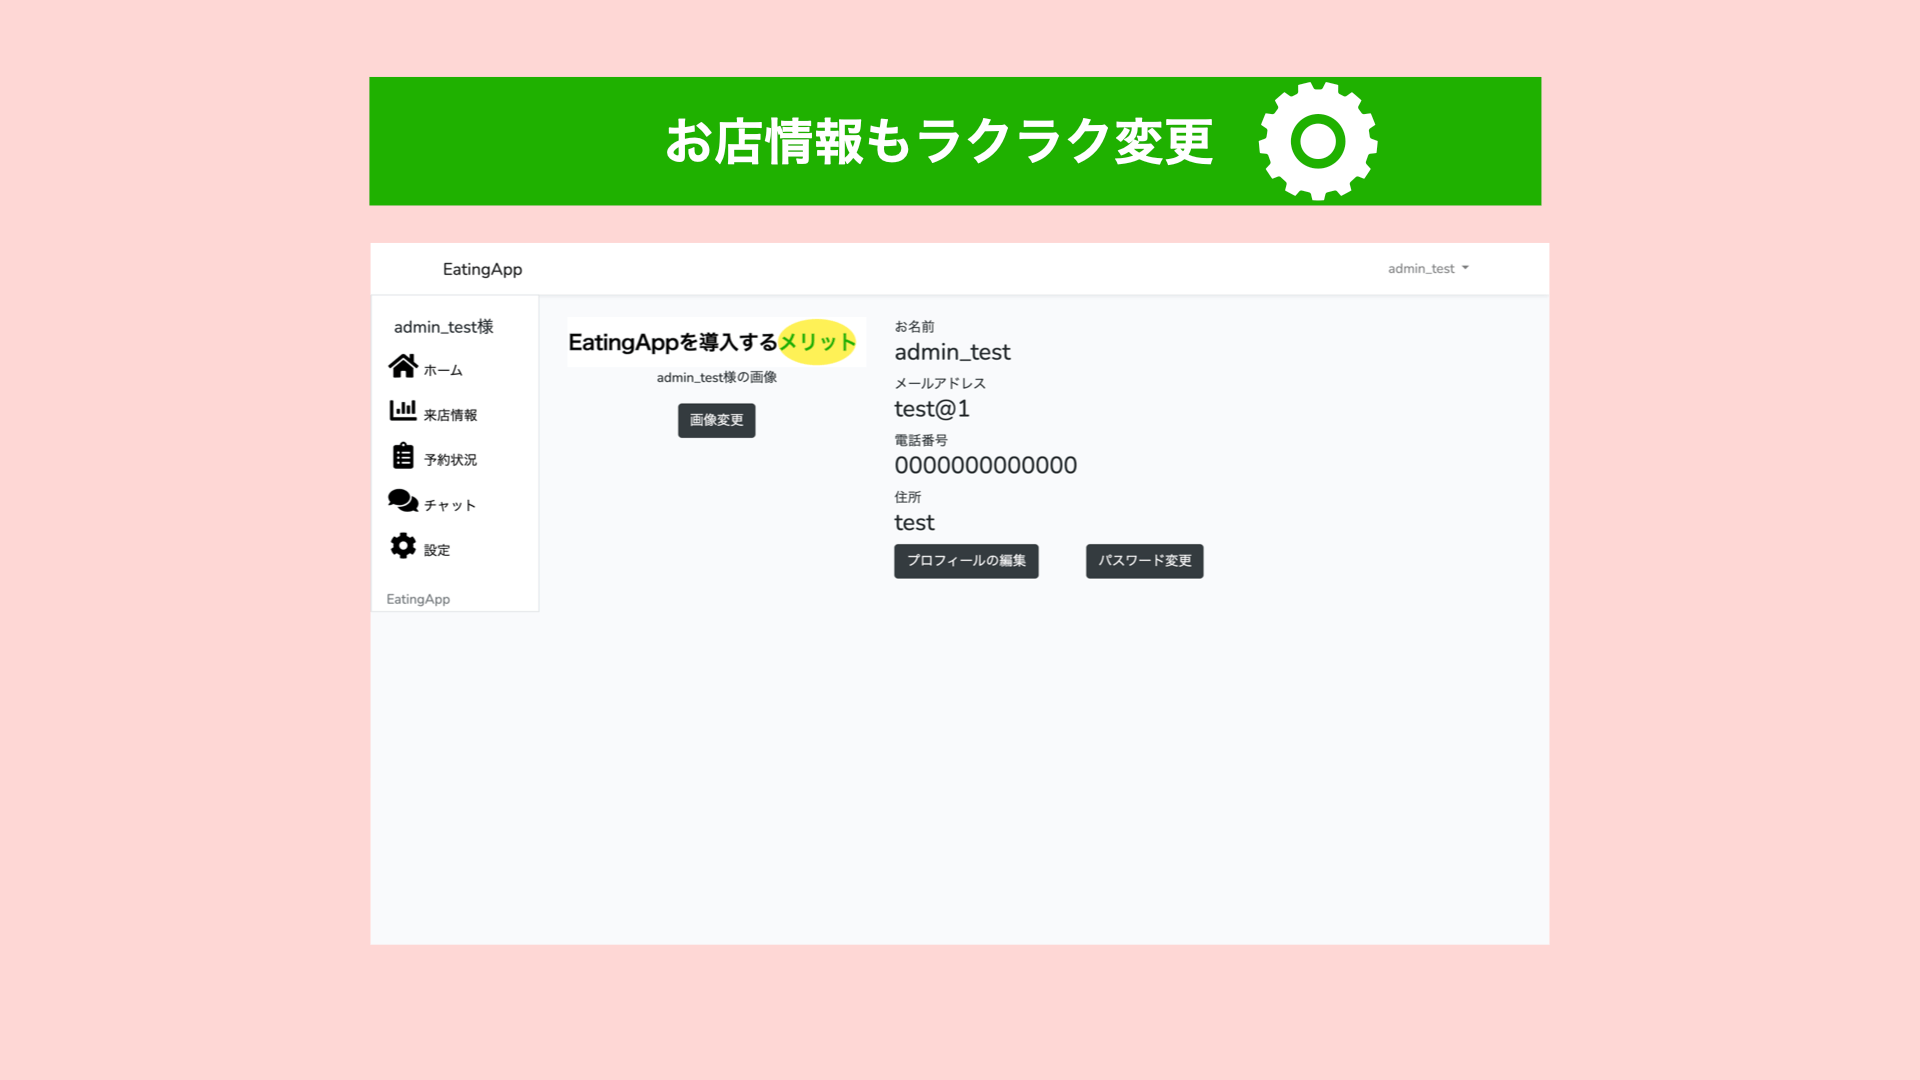 お店情報もラクラク変更
EatingApp
admin_test
admin_test様
ホーム
来店情報
予約状況
チャット
設定
EatingApp
EatingAppを導入するメリット
admin_test様の画像
画像変更
お名前
admin_test
メールアドレス
test@1
電話番号
0000000000000
住所
test
プロフィールの編集
パスワード変更